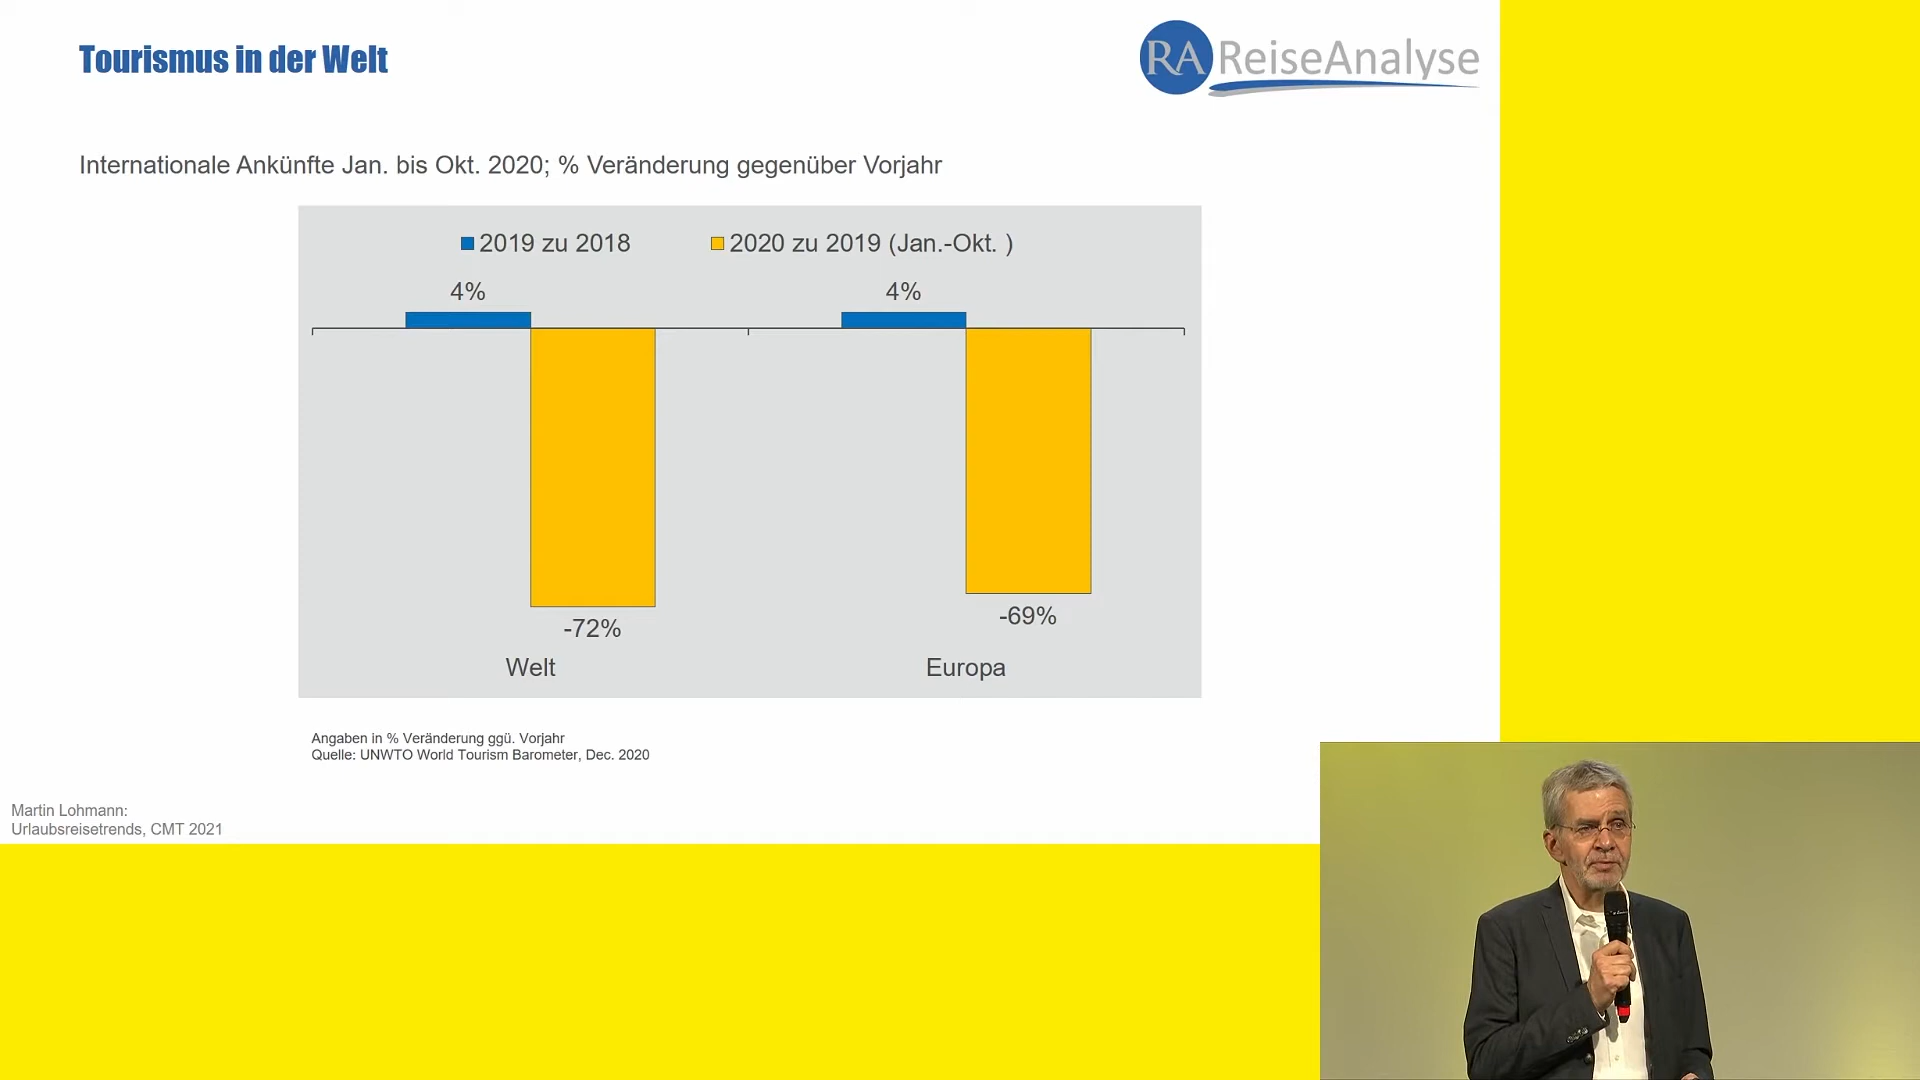 Tourismus in der Welt
RA ReiseAnalyse
Internationale Ankünfte Jan. bis Okt. 2020; % Veränderung gegenüber Vorjahr
2019 zu 2018
2020 zu 2019 (Jan.-Okt. )
4%
4%
-72%
-69%
Welt
Europa
Angaben in % Veränderung ggü. Vorjahr
Quelle: UNWTO World Tourism Barometer, Dec. 2020
Martin Lohmann:
Urlaubsreisetrends, CMT 2021